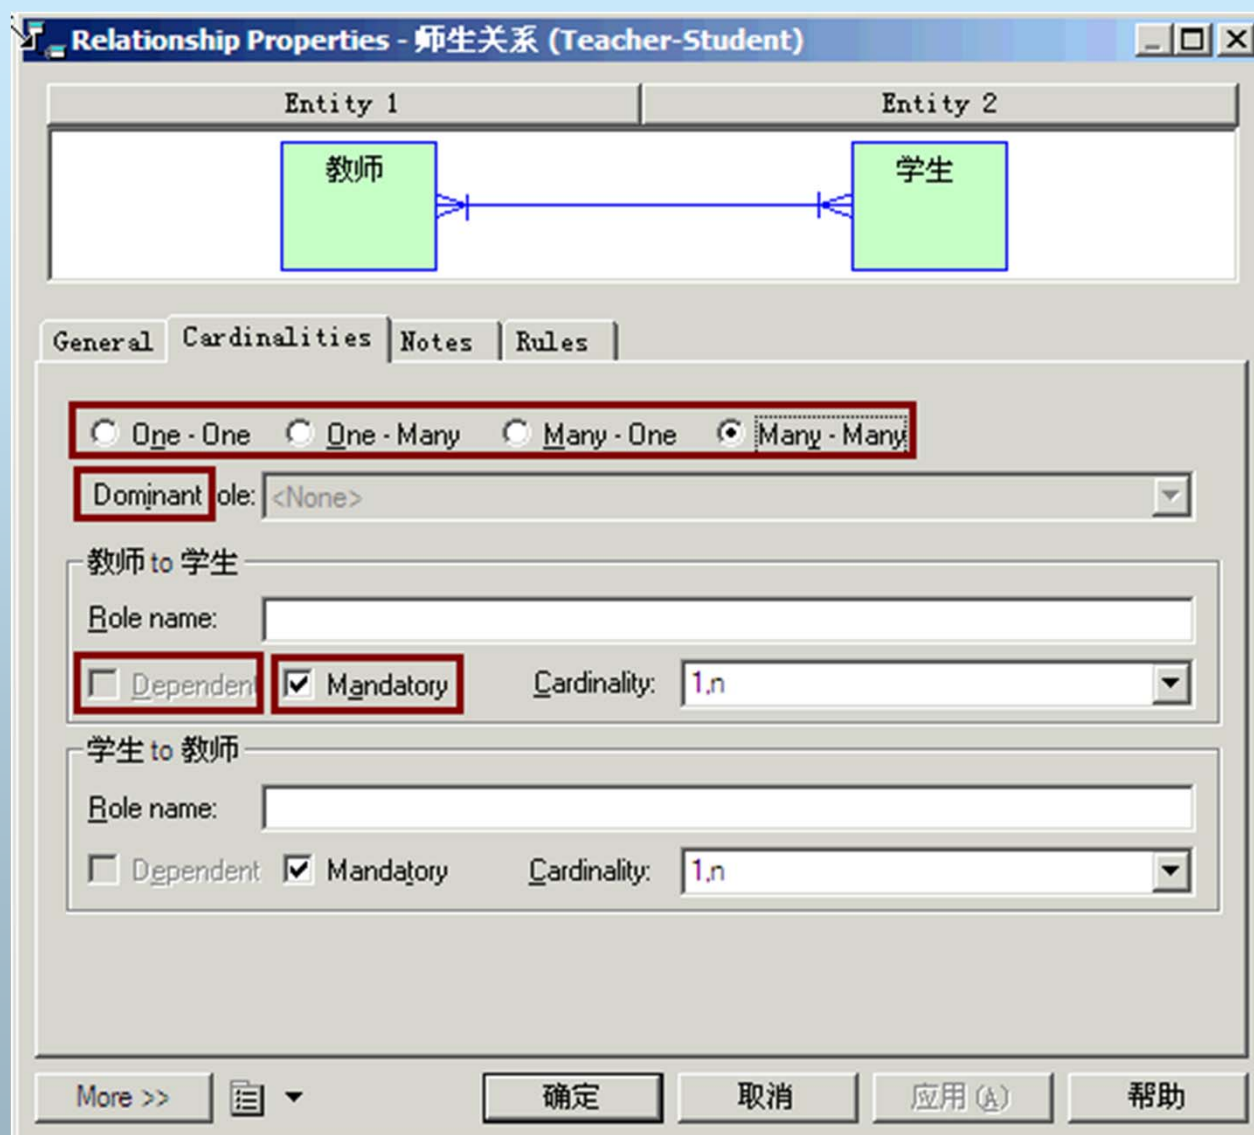 Relationship Properties - 师生关系 (Teacher-Student)
Entity 1 Entity 2
教师 学生
General Cardinalities Notes Rules
One - One One - Many Many - One Many - Many
Dominant ole: <None>
教师 to 学生
Role name:
Dependent Mandatory Cardinality: 1,n
学生 to 教师
Role name:
Dependent Mandatory Cardinality: 1,n
More >> 确定 取消 应用(A) 帮助